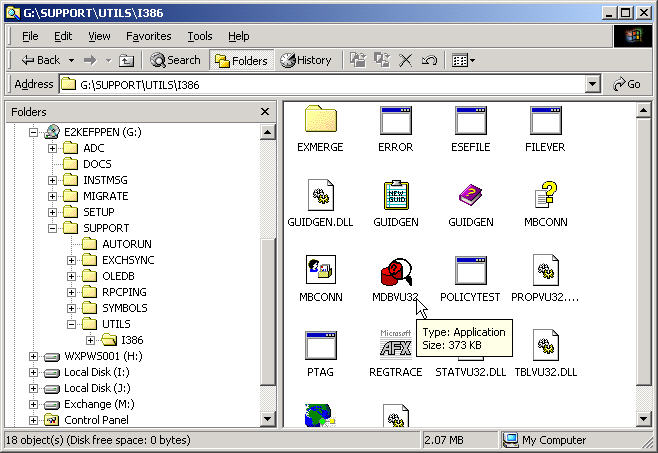 G:\SUPPORT\UTILS\I386
File Edit View Favorites Tools Help
Back Search Folders History
Address G:\SUPPORT\UTILS\I386 Go
Folders
E2KEFPPEN (G:)
ADC
DOCS
INSTMSG
MIGRATE
SETUP
SUPPORT
AUTORUN
EXCHSYNC
OLEDB
RPCPING
SYMBOLS
UTILS
I386
WXPWS001 (H:)
Local Disk (I:)
Local Disk (J:)
Exchange (M:)
Control Panel
EXMERGE ERROR ESEFILE FILEVER
NEW
GUID
GUIDGEN.DLL GUIDGEN GUIDGEN MBCONN
MBCONN MDBVU32 POLICYTEST PROPVU32....
Type: Application
Size: 373 KB
Microsoft
AFX
PTAG REGTRACE STATVU32.DLL TBLVU32.DLL
18 object(s) (Disk free space: 0 bytes) 2.07 MB My Computer